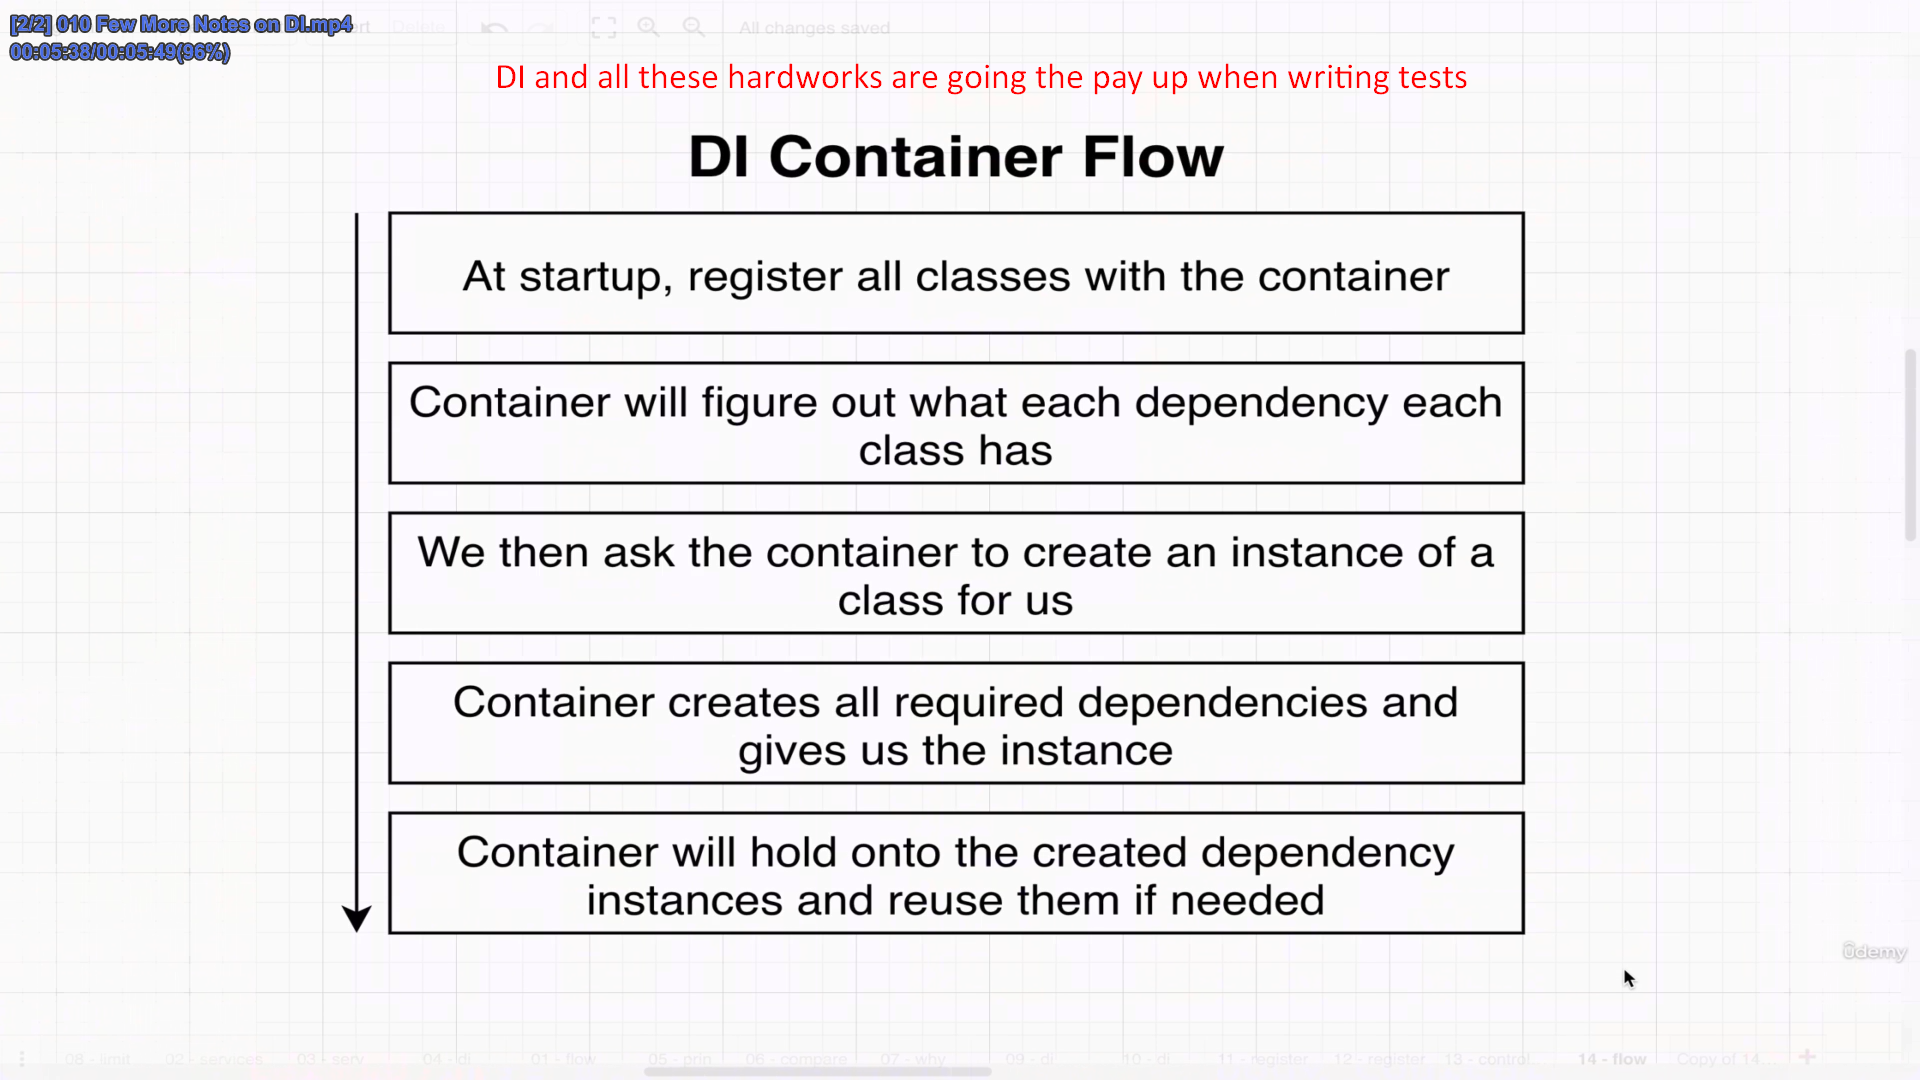 [2/2] 010 Few More Notes on DI.mp4
00:05:38/00:05:49(96%)
Delete
All changes saved
DI and all these hardworks are going the pay up when writing tests
DI Container Flow
At startup, register all classes with the container
Container will figure out what each dependency each
class has
We then ask the container to create an instance of a
class for us
Container creates all required dependencies and
gives us the instance
Container will hold onto the created dependency
instances and reuse them if needed
ûdemy
08 - limit 02 - services 03 - serv 04 - di 01 - flow 05 - prin 06 - compare 07 - why 09 - di 10 - di 11 - register 12 - register 13 - control... 14 - flow Copy of 14 ...